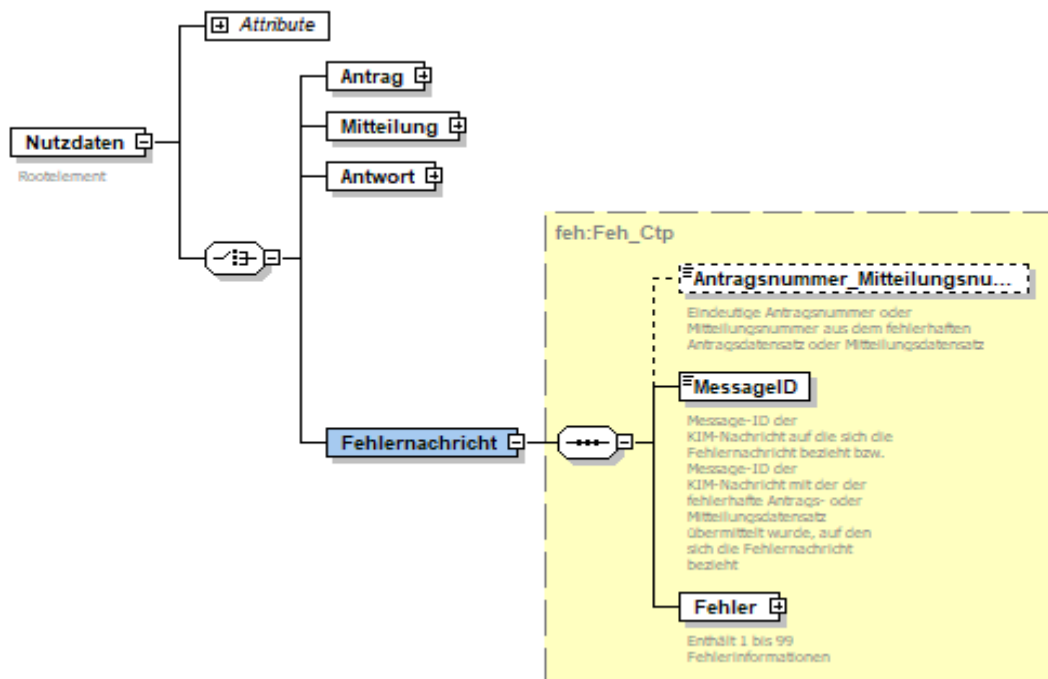 Attribute
Antrag
Mitteilung
Nutzdaten
Rootelement
Antwort
feh:Feh_Ctp
Antragsnummer_Mitteilungsnu...
Eindeutige Antragsnummer oder
Mitteilungsnummer aus dem fehlerhaften
Antragsdatensatz oder Mitteilungsdatensatz
MessageID
Message-ID der
KIM-Nachricht auf die sich die
Fehlernachricht bezieht bzw.
Message-ID der
KIM-Nachricht mit der der
fehlerhafte Antrags- oder
Mitteilungsdatensatz
übermittelt wurde, auf den
sich die Fehlernachricht
bezieht
Fehlernachricht
Fehler
Enthält 1 bis 99
Fehlerinformationen